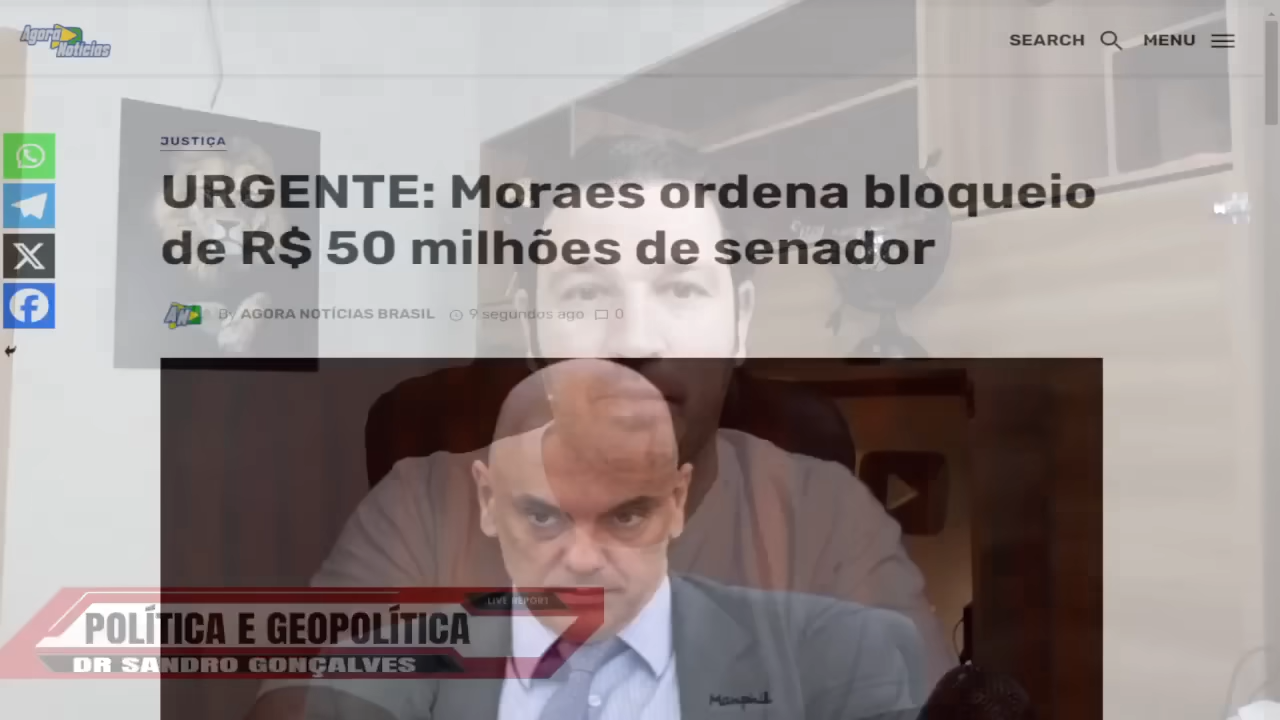 Agora
Notícias
SEARCH
MENU
JUSTIÇA
URGENTE: Moraes ordena bloqueio
de R$ 50 milhões de senador
AN
By AGORA NOTÍCIAS BRASIL
9 segundos ago
0
LIVE REPORT
POLÍTICA E GEOPOLÍTICA
DR SANDRO GONÇALVES